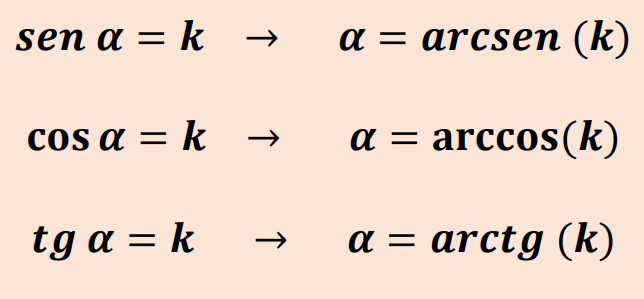 sen α = k → α = arcsen (k)
cos α = k → α = arccos(k)
tg α = k → α = arctg (k)